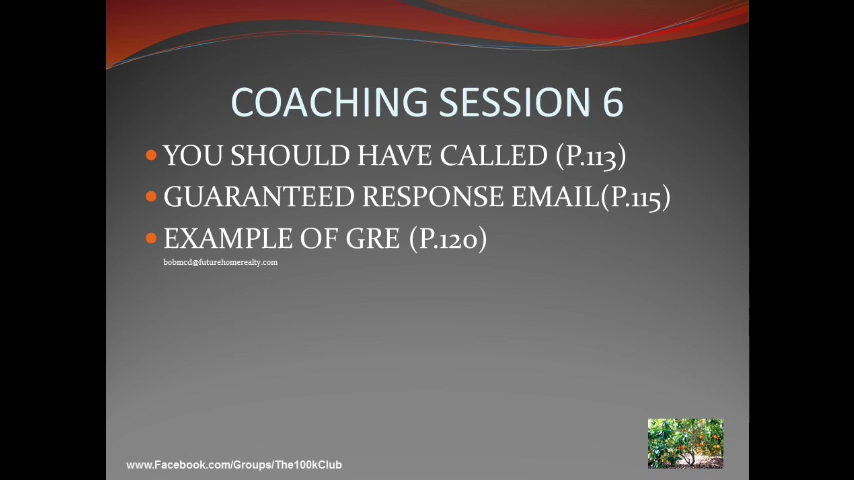 COACHING SESSION 6
YOU SHOULD HAVE CALLED (P.113)
GUARANTEED RESPONSE EMAIL(P.115)
EXAMPLE OF GRE (P.120)
bobmcd@futurehomerealty.com
www.Facebook.com/Groups/The100kClub